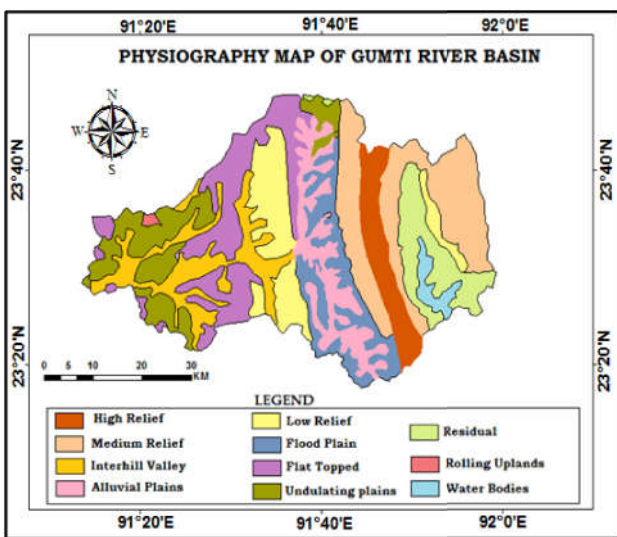 91°20'E 91°40'E 92°0'E
PHYSIOGRAPHY MAP OF GUMTI RIVER BASIN
N
W E
S
23°40'N 23°40'N
23°20'N 23°20'N
0 5 10 20 30
KM
LEGEND
High Relief Low Relief Residual
Medium Relief Flood Plain Rolling Uplands
Interhill Valley Flat Topped Water Bodies
Alluvial Plains Undulating plains
91°20'E 91°40'E 92°0'E